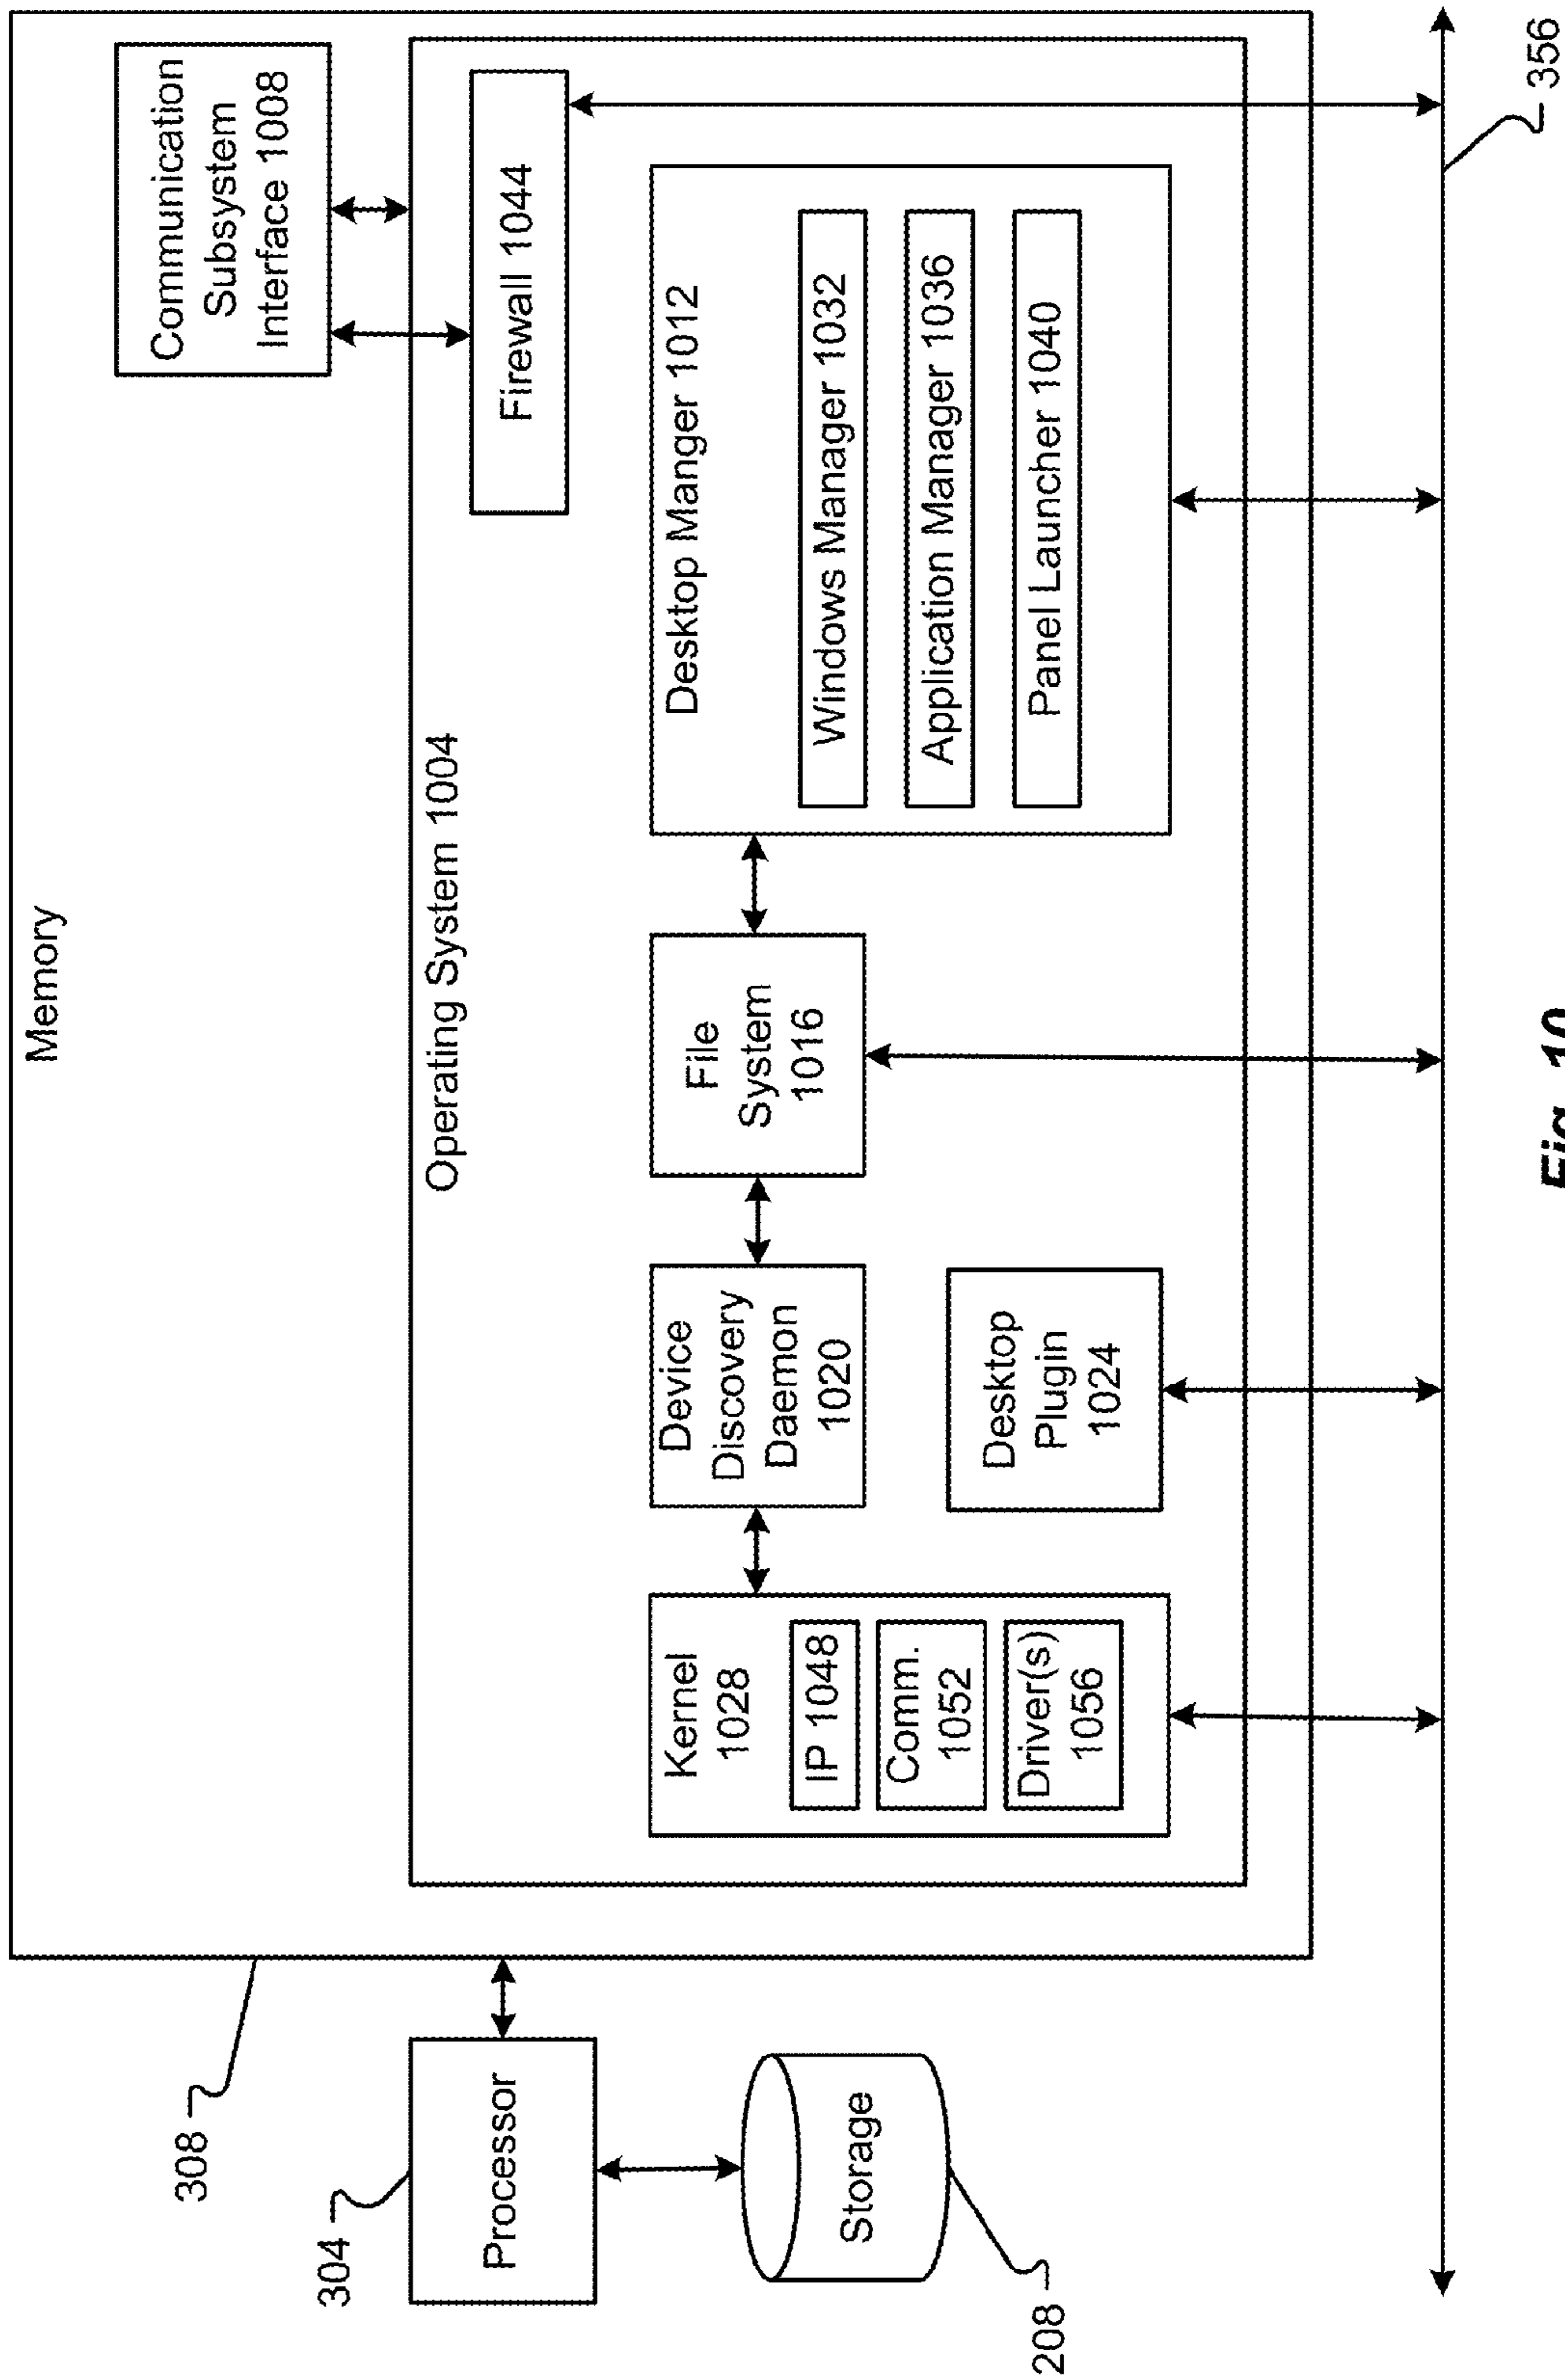 Memory
Communication
Subsystem
Interface 1008
Operating System 1004
Firewall 1044
308
304
Processor
Kernel
1028
IP 1048
Comm.
1052
Driver(s)
1056
Device
Discovery
Daemon
1020
Desktop
Plugin
1024
File
System
1016
Desktop Manger 1012
Windows Manager 1032
Application Manager 1036
Panel Launcher 1040
Storage
208
356
Fig. 10